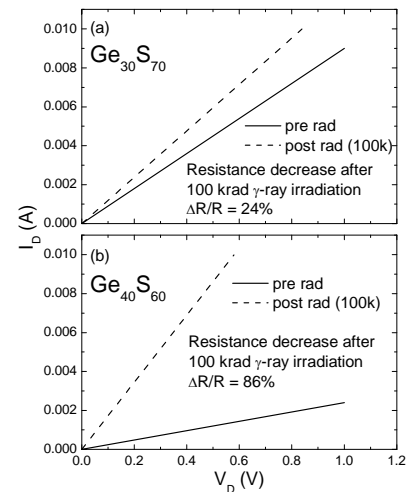 (a)
Ge30S70
0.010
0.008
0.006
0.004
0.002
0.000
pre rad
post rad (100k)
Resistance decrease after
100 krad γ-ray irradiation
ΔR/R = 24%
I_D (A)
(b)
Ge40S60
0.010
0.008
0.006
0.004
0.002
0.000
pre rad
post rad (100k)
Resistance decrease after
100 krad γ-ray irradiation
ΔR/R = 86%
0.0 0.2 0.4 0.6 0.8 1.0 1.2
V_D (V)